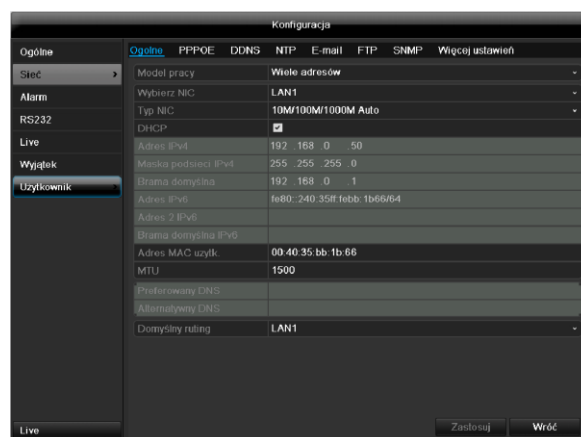 Konfiguracja
Ogólne
Sieć
Alarm
RS232
Live
Wyjątek
Użytkownik
Live
Ogolne PPPOE DDNS NTP E-mail FTP SNMP Więcej ustawień
Model pracy Wiele adresów
Wybierz NIC LAN1
Typ NIC 10M/100M/1000M Auto
DHCP
Adres IPv4 192 .168 .0 .50
Maska podsieci IPv4 255 .255 .255 .0
Brama domyślna 192 .168 .0 .1
Adres IPv6 fe80::240:35ff:febb:1b66/64
Adres 2 IPv6
Brama domyślna IPv6
Adres MAC uzytk. 00:40:35:bb:1b:66
MTU 1500
Preferowany DNS
Alternatywny DNS
Domyślny ruting LAN1
Zastosuj Wróć